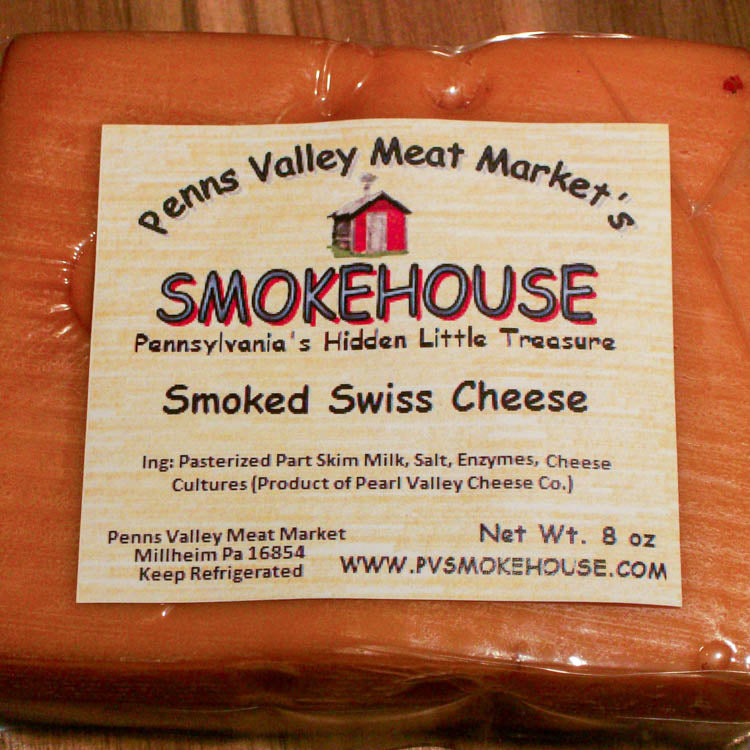 Penns Valley Meat Market's
SMOKEHOUSE
Pennsylvania's Hidden Little Treasure
Smoked Swiss Cheese
Ing: Pasterized Part Skim Milk, Salt, Enzymes, Cheese
Cultures (Product of Pearl Valley Cheese Co.)
Penns Valley Meat Market
Millheim Pa 16854
Keep Refrigerated
Net Wt. 8 oz
WWW.PVSMOKEHOUSE.COM